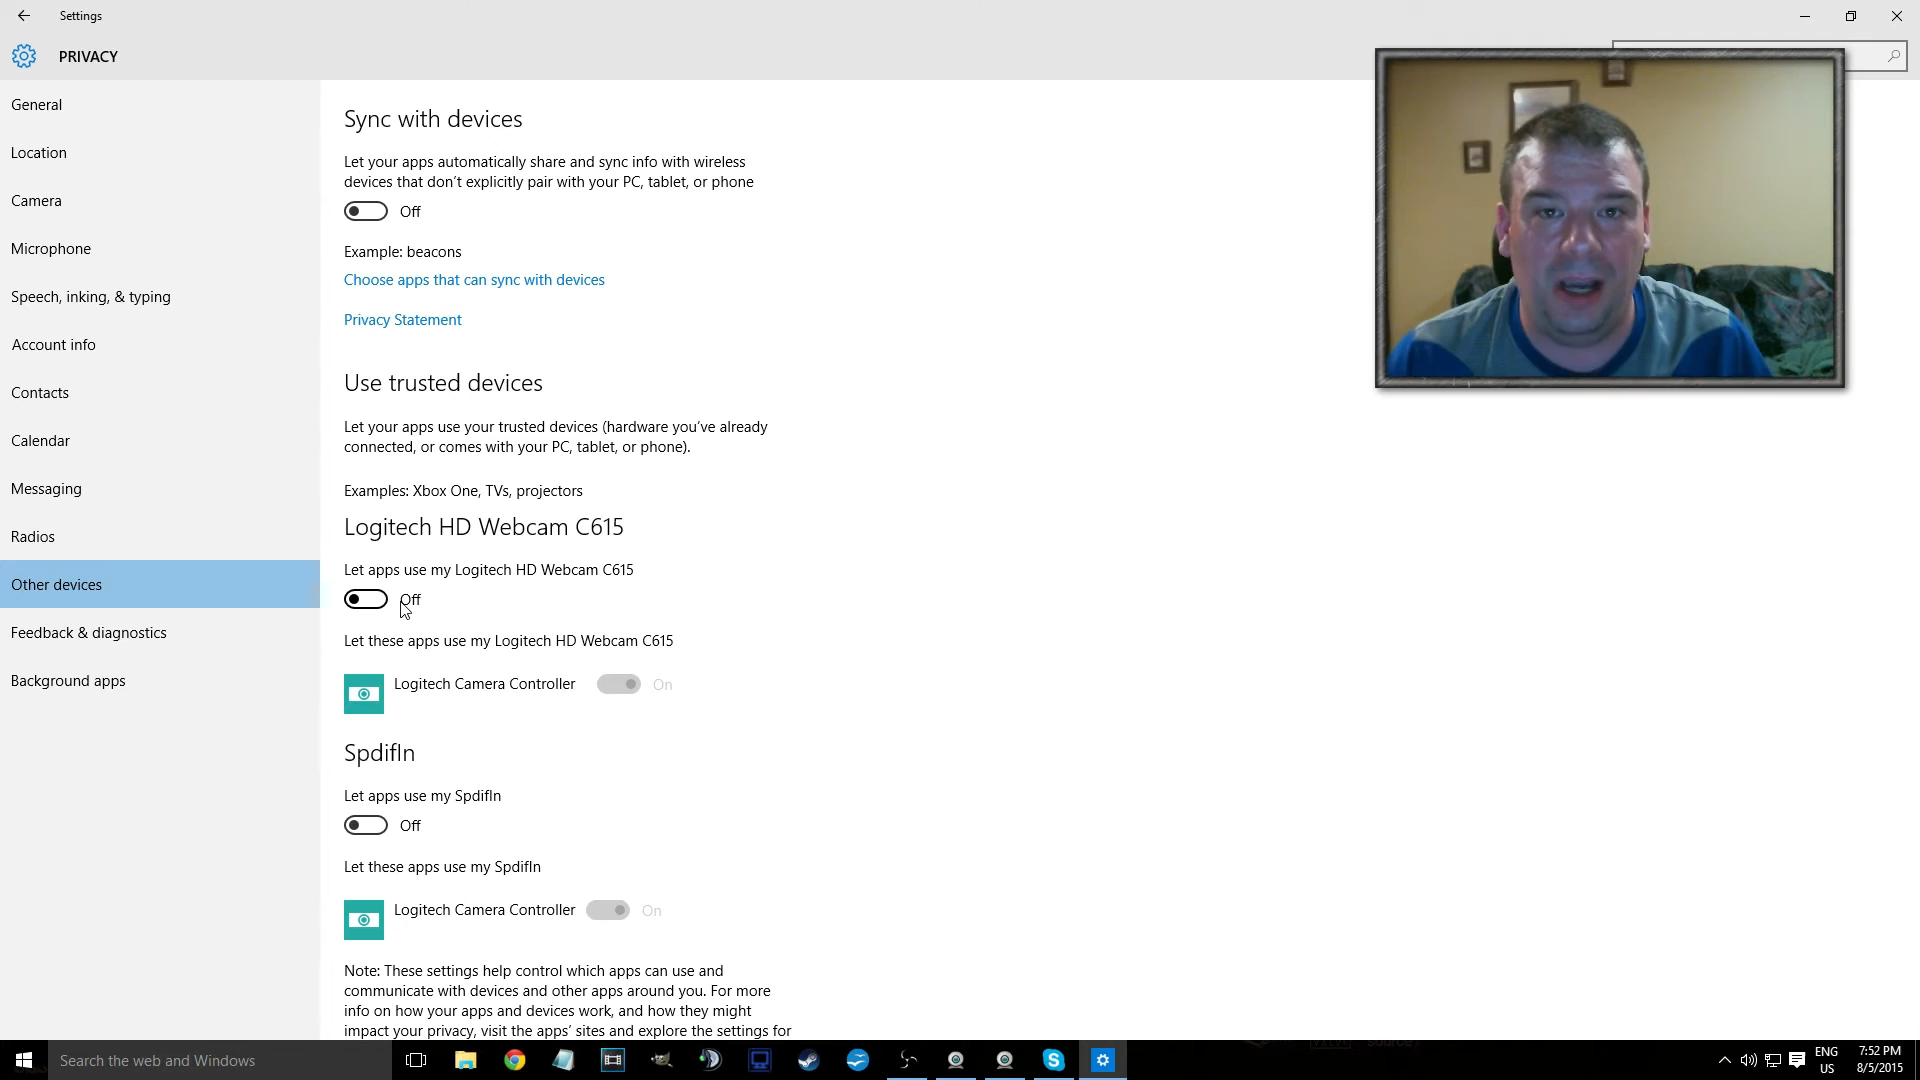 Settings
PRIVACY
General
Location
Camera
Microphone
Speech, inking, & typing
Account info
Contacts
Calendar
Messaging
Radios
Other devices
Feedback & diagnostics
Background apps
Sync with devices
Let your apps automatically share and sync info with wireless
devices that don't explicitly pair with your PC, tablet, or phone
Off
Example: beacons
Choose apps that can sync with devices
Privacy Statement
Use trusted devices
Let your apps use your trusted devices (hardware you've already
connected, or comes with your PC, tablet, or phone).
Examples: Xbox One, TVs, projectors
Logitech HD Webcam C615
Let apps use my Logitech HD Webcam C615
Off
Let these apps use my Logitech HD Webcam C615
Logitech Camera Controller On
SpdifIn
Let apps use my SpdifIn
Off
Let these apps use my SpdifIn
Logitech Camera Controller On
Note: These settings help control which apps can use and
communicate with devices and other apps around you. For more
info on how your apps and devices work, and how they might
impact your privacy, visit the apps' sites and explore the settings for
Search the web and Windows
ENG
US
7:52 PM
8/5/2015